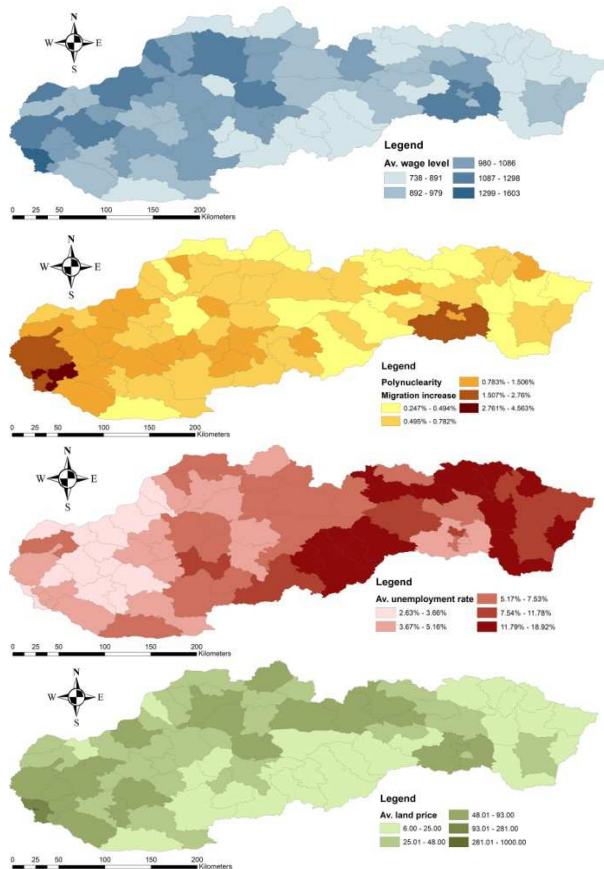 N
W E
S
Legend
Av. wage level
738 - 891
892 - 979
980 - 1086
1087 - 1298
1299 - 1603
0 25 50 100 150 200
Kilometers
N
W E
S
Legend
Polynuclearity
Migration increase
0.247% - 0.494%
0.495% - 0.782%
0.783% - 1.506%
1.507% - 2.76%
2.761% - 4.563%
0 25 50 100 150 200
Kilometers
N
W E
S
Legend
Av. unemployment rate
2.63% - 3.66%
3.67% - 5.16%
5.17% - 7.53%
7.54% - 11.78%
11.79% - 18.92%
0 25 50 100 150 200
Kilometers
N
W E
S
Legend
Av. land price
6.00 - 25.00
25.01 - 48.00
48.01 - 93.00
93.01 - 281.00
281.01 - 1000.00
0 25 50 100 150 200
Kilometers